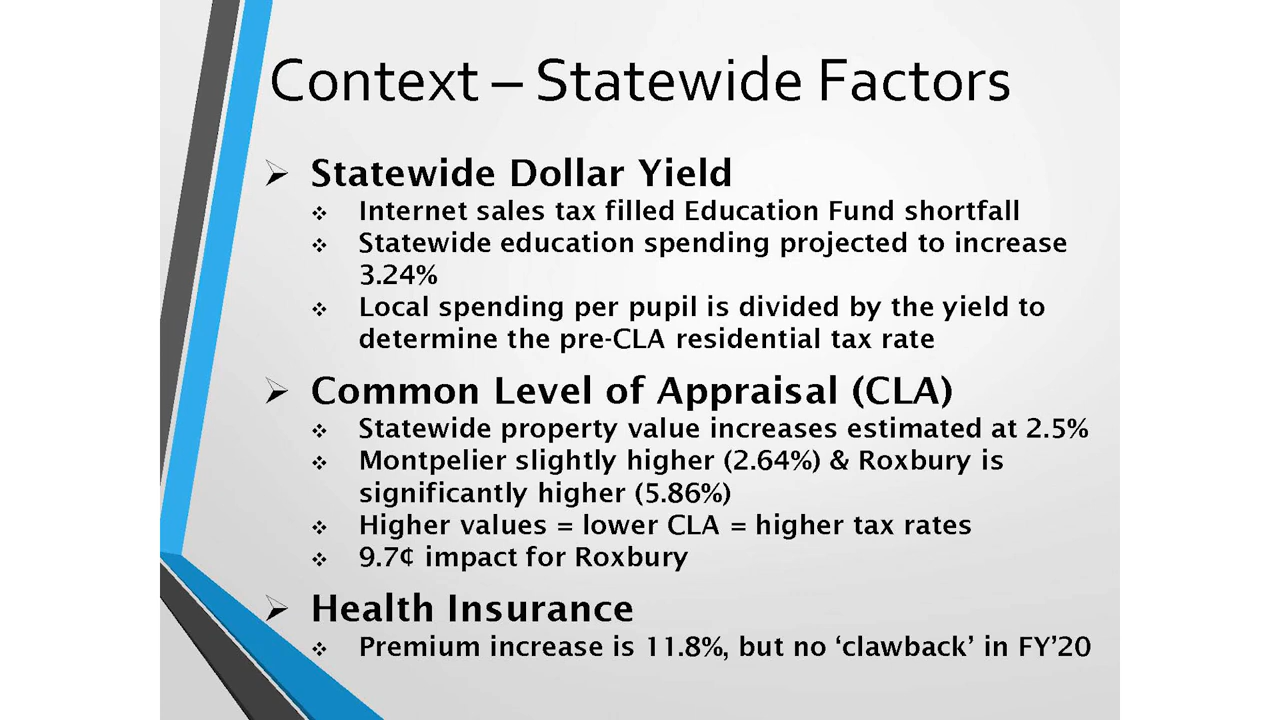 Context – Statewide Factors
Statewide Dollar Yield
Internet sales tax filled Education Fund shortfall
Statewide education spending projected to increase
3.24%
Local spending per pupil is divided by the yield to
determine the pre-CLA residential tax rate
Common Level of Appraisal (CLA)
Statewide property value increases estimated at 2.5%
Montpelier slightly higher (2.64%) & Roxbury is
significantly higher (5.86%)
Higher values = lower CLA = higher tax rates
9.7¢ impact for Roxbury
Health Insurance
Premium increase is 11.8%, but no ‘clawback’ in FY’20